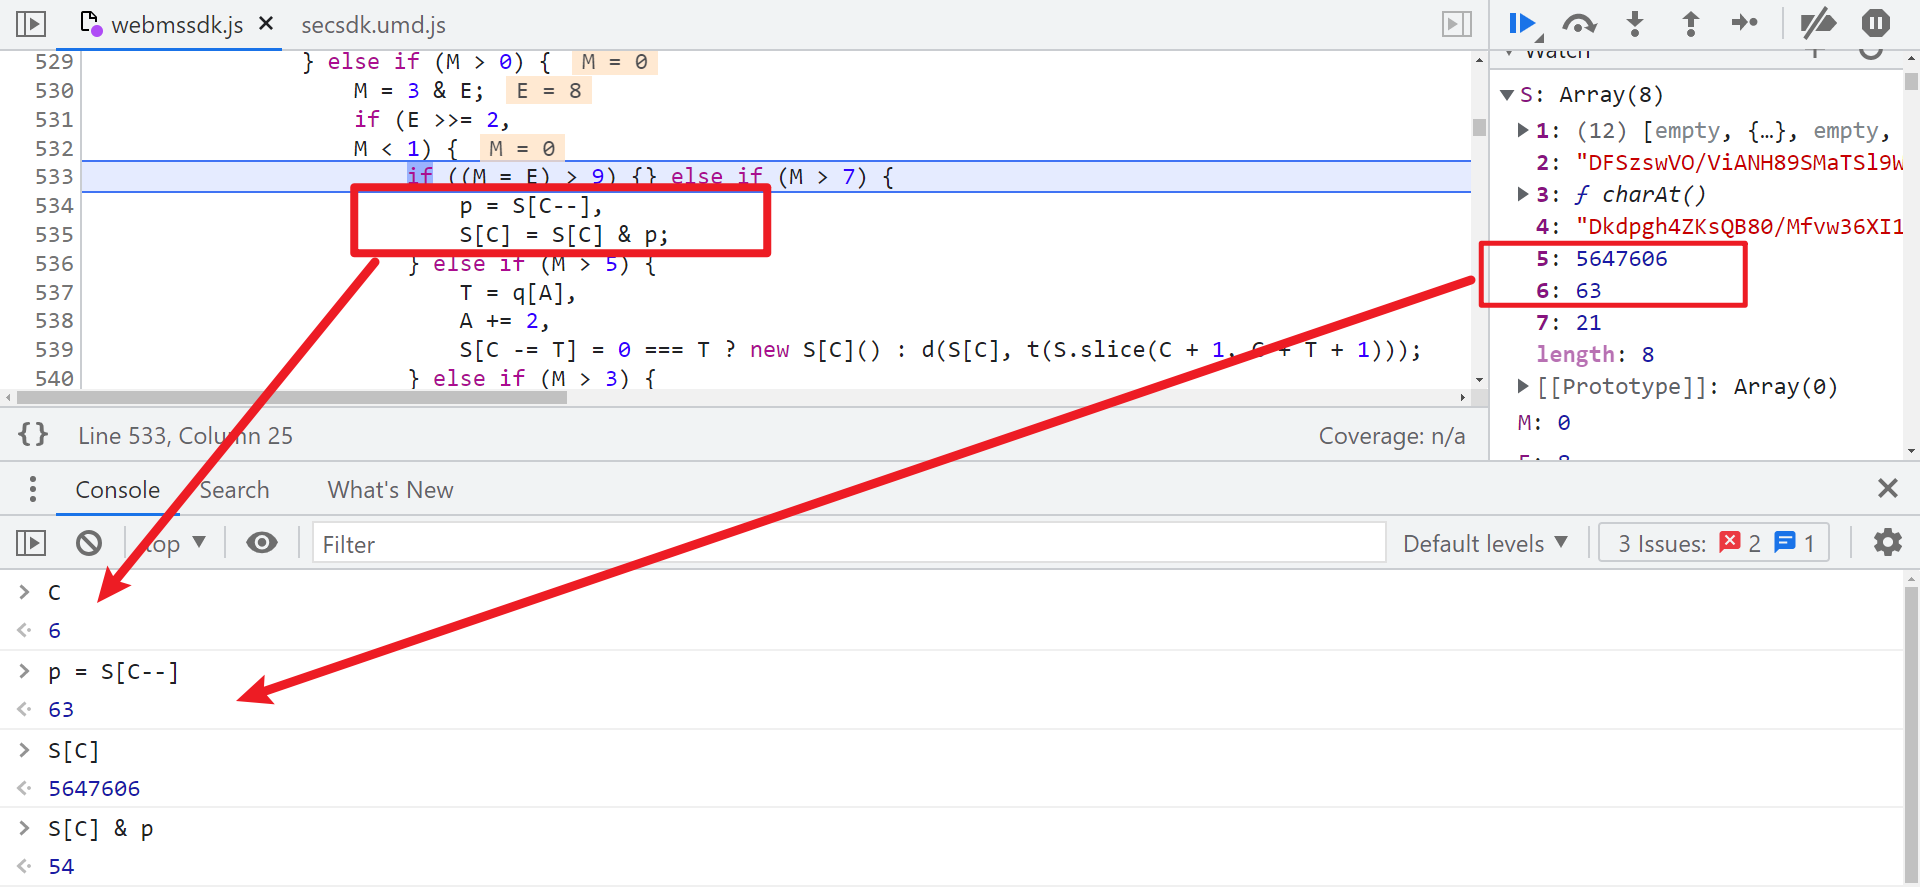 webmssdk.js × secsdk.umd.js
529 } else if (M > 0) { M = 0
530 M = 3 & E; E = 8
531 if (E >>= 2,
532 M < 1) { M = 0
533 if ((M = E) > 9) {} else if (M > 7) {
534 p = S[C--],
535 S[C] = S[C] & p;
536 } else if (M > 5) {
537 T = q[A],
538 A += 2,
539 S[C -= T] = 0 === T ? new S[C]() : d(S[C], t(S.slice(C + 1, C + T + 1)));
540 } else if (M > 3) {
{} Line 533, Column 25 Coverage: n/a
Watch
S: Array(8)
1: (12) [empty, {…}, empty,
2: "DFSzswVO/ViANH89SMaTSl9W
3: ƒ charAt()
4: "Dkdpgh4ZKsQB80/Mfvw36XI1
5: 5647606
6: 63
7: 21
length: 8
[[Prototype]]: Array(0)
M: 0
Console Search What's New
top Filter Default levels 3 Issues: 2 1
> C
6
> p = S[C--]
63
> S[C]
5647606
> S[C] & p
54